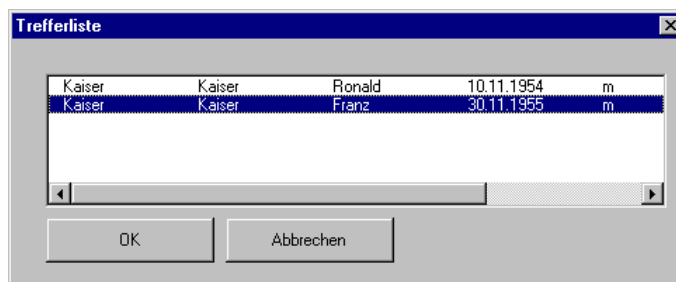 Trefferliste
Kaiser Kaiser Ronald 10.11.1954 m
Kaiser Kaiser Franz 30.11.1955 m
OK Abbrechen